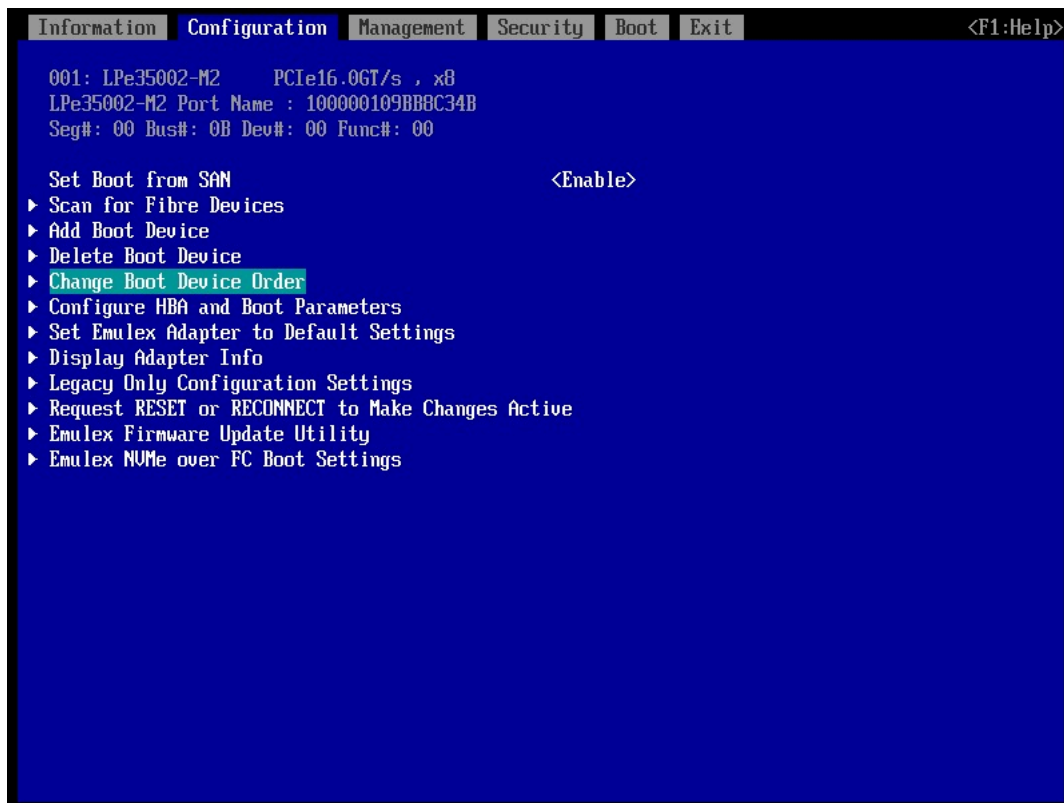 Information Configuration Management Security Boot Exit <F1:Help>
001: LPe35002-M2 PCIe16.0GT/s , x8
LPe35002-M2 Port Name : 100000109BB8C34B
Seg#: 00 Bus#: 0B Dev#: 00 Func#: 00
Set Boot from SAN <Enable>
Scan for Fibre Devices
Add Boot Device
Delete Boot Device
Change Boot Device Order
Configure HBA and Boot Parameters
Set Emulex Adapter to Default Settings
Display Adapter Info
Legacy Only Configuration Settings
Request RESET or RECONNECT to Make Changes Active
Emulex Firmware Update Utility
Emulex NVMe over FC Boot Settings